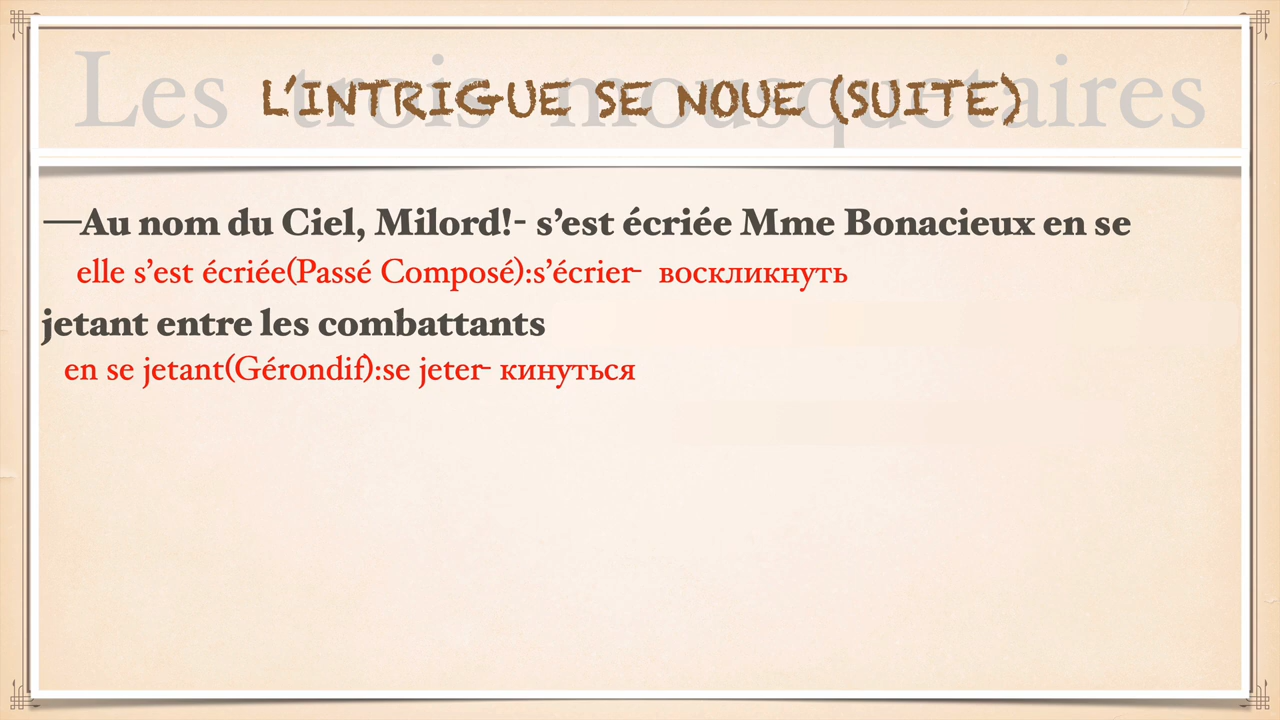 Les trois mousquetaires
L'INTRIGUE SE NOUE (SUITE)
—Au nom du Ciel, Milord!- s'est écriée Mme Bonacieux en se
elle s'est écriée(Passé Composé):s'écrier- воскликнуть
jetant entre les combattants
en se jetant(Gérondif):se jeter- кинуться